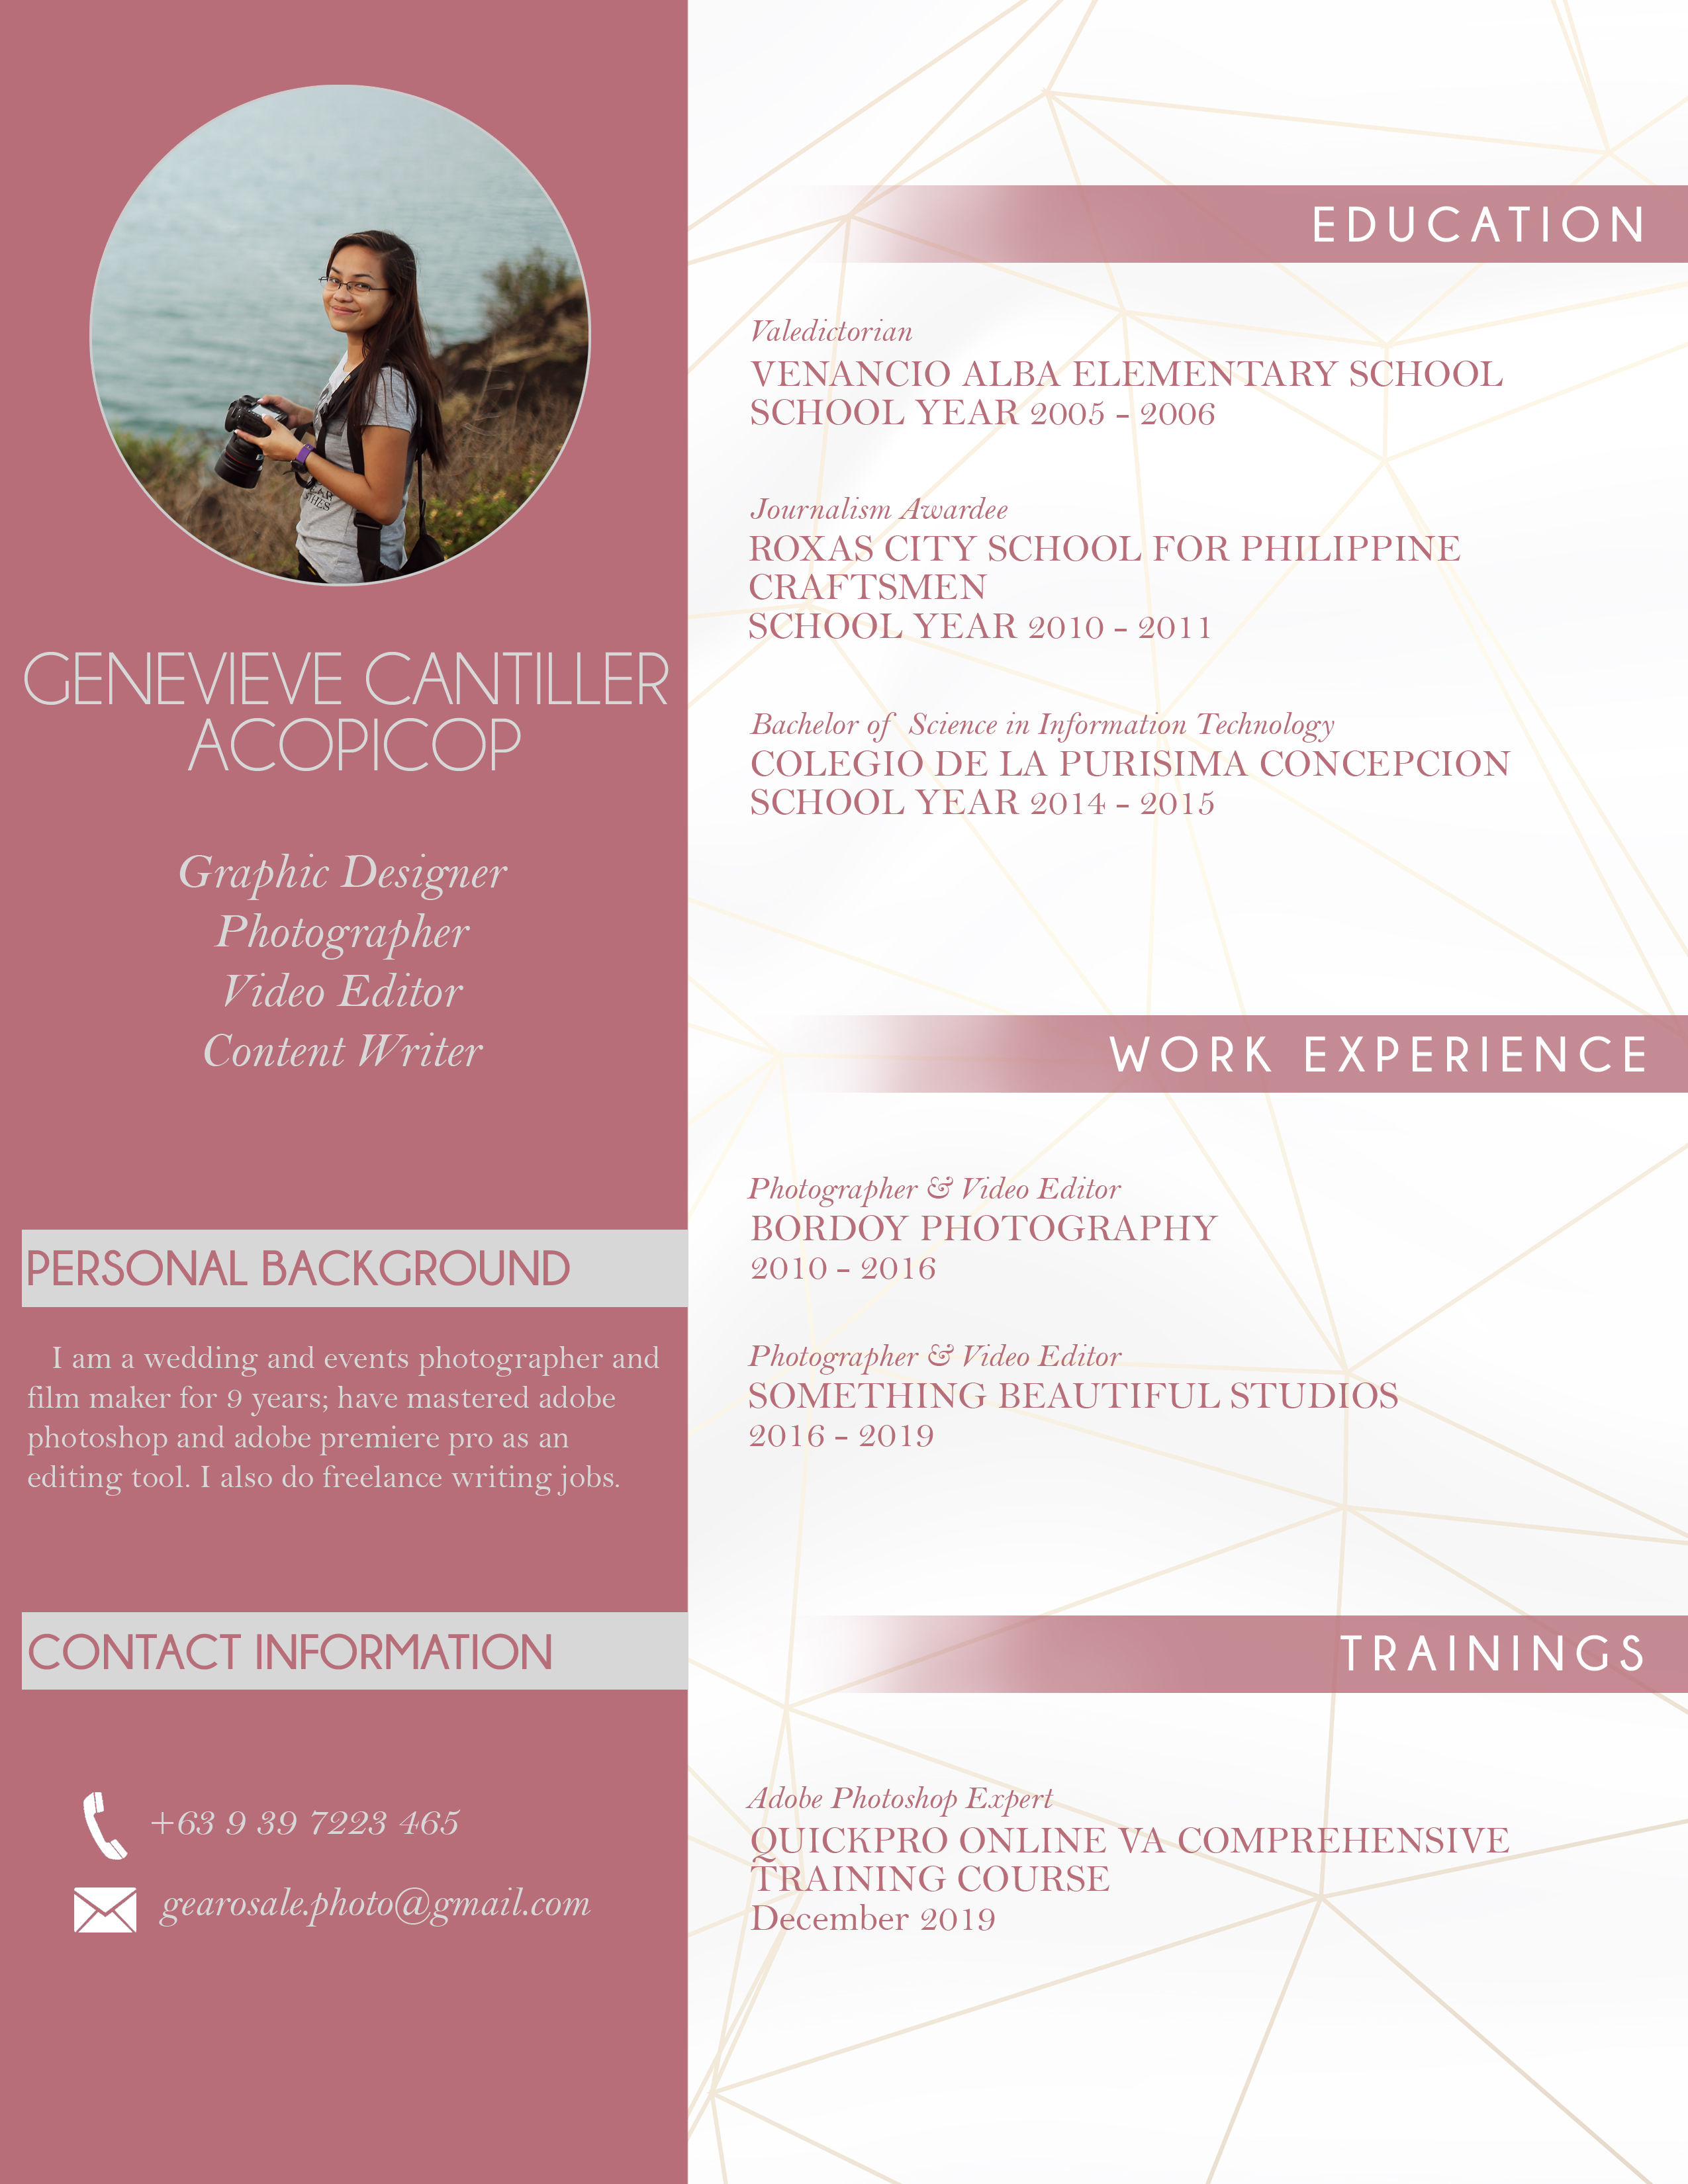 GENEVIEVE CANTILLER
ACOPICOP
Graphic Designer
Photographer
Video Editor
Content Writer
PERSONAL BACKGROUND
I am a wedding and events photographer and
film maker for 9 years; have mastered adobe
photoshop and adobe premiere pro as an
editing tool. I also do freelance writing jobs.
CONTACT INFORMATION
+63 9 39 7223 465
gearosale.photo@gmail.com
EDUCATION
Valedictorian
VENANCIO ALBA ELEMENTARY SCHOOL
SCHOOL YEAR 2005 - 2006
Journalism Awardee
ROXAS CITY SCHOOL FOR PHILIPPINE
CRAFTSMEN
SCHOOL YEAR 2010 - 2011
Bachelor of Science in Information Technology
COLEGIO DE LA PURISIMA CONCEPCION
SCHOOL YEAR 2014 - 2015
WORK EXPERIENCE
Photographer & Video Editor
BORDOY PHOTOGRAPHY
2010 - 2016
Photographer & Video Editor
SOMETHING BEAUTIFUL STUDIOS
2016 - 2019
TRAININGS
Adobe Photoshop Expert
QUICKPRO ONLINE VA COMPREHENSIVE
TRAINING COURSE
December 2019